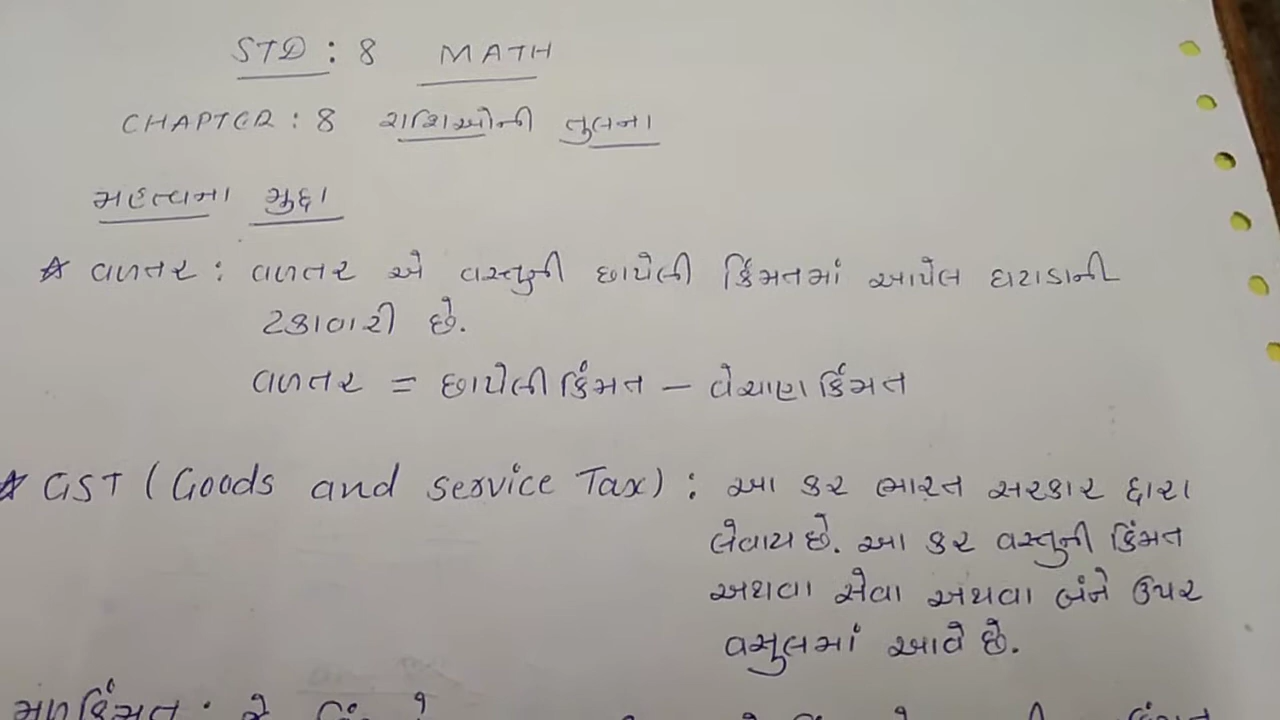 STD : 8 MATH
CHAPTER : 8 રાશિઓની તુલના
મહત્વના મુદ્દા
☆ વળતર : વળતર એ વસ્તુની છાપેલી કિંમતમાં આપેલ ઘટાડાની
ટકાવારી છે.
વળતર = છાપેલી કિંમત – વેચાણ કિંમત
☆ GST (Goods and service Tax) : આ કર ભારત સરકાર દ્વારા
લેવાય છે. આ કર વસ્તુની કિંમત
અથવા સેવા અથવા બંને ઉપર
વસુલમાં આવે છે.